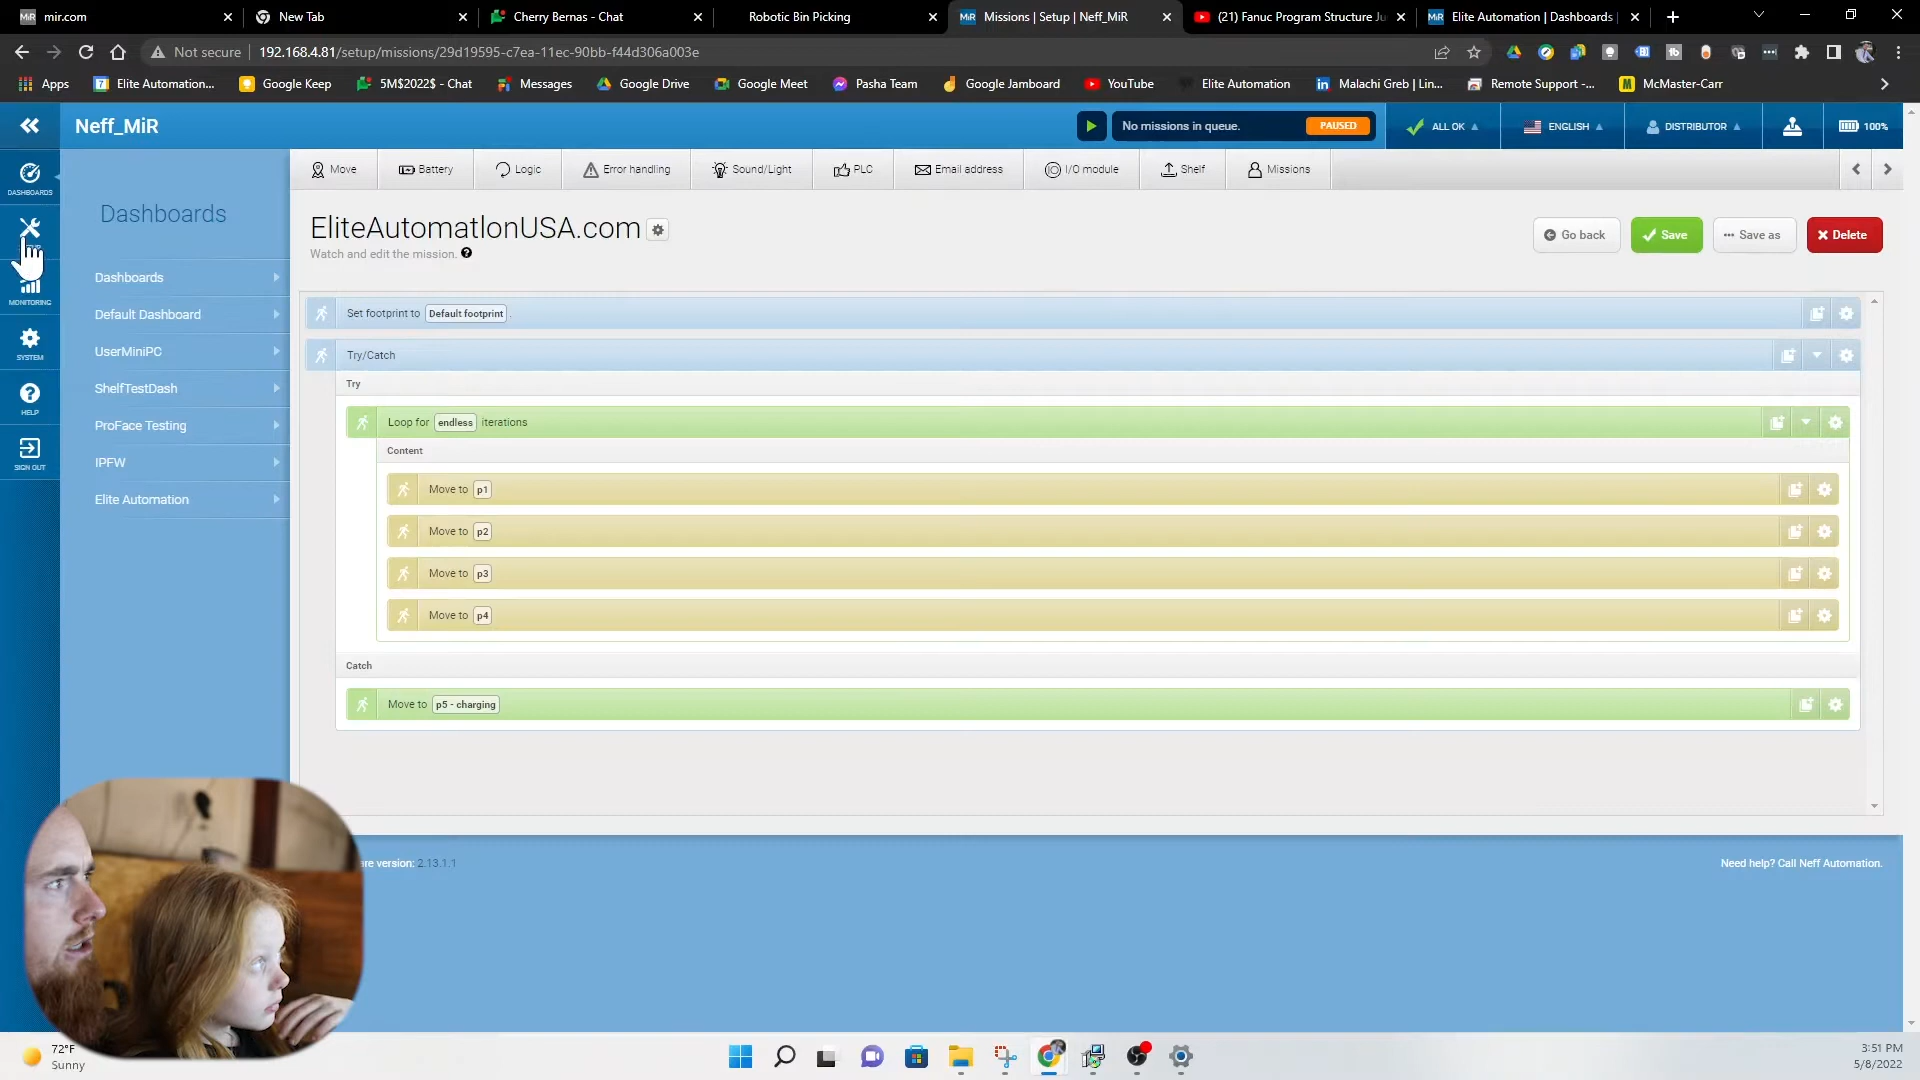 mir.com
New Tab
Cherry Bernas - Chat
Robotic Bin Picking
Missions | Setup | Neff_MiR
(21) Fanuc Program Structure Ju
Elite Automation | Dashboards
Not secure
192.168.4.81/setup/missions/29d19595-c7ea-11ec-90bb-f44d306a003e
Apps
Elite Automation...
Google Keep
5M$2022$ - Chat
Messages
Google Drive
Google Meet
Pasha Team
Google Jamboard
YouTube
Elite Automation
Malachi Greb | Lin...
Remote Support -...
McMaster-Carr
Neff_MiR
No missions in queue.
PAUSED
ALL OK
ENGLISH
DISTRIBUTOR
100%
DASHBOARDS
MONITORING
SYSTEM
HELP
SIGN OUT
Dashboards
Dashboards
Default Dashboard
UserMiniPC
ShelfTestDash
ProFace Testing
IPFW
Elite Automation
Move
Battery
Logic
Error handling
Sound/Light
PLC
Email address
I/O module
Shelf
Missions
EliteAutomatIonUSA.com
Watch and edit the mission.
Go back
Save
Save as
Delete
Set footprint to Default footprint .
Try/Catch
Try
Loop for endless iterations
Content
Move to p1
Move to p2
Move to p3
Move to p4
Catch
Move to p5 - charging
re version: 2.13.1.1
Need help? Call Neff Automation.
72°F
Sunny
3:51 PM
5/8/2022